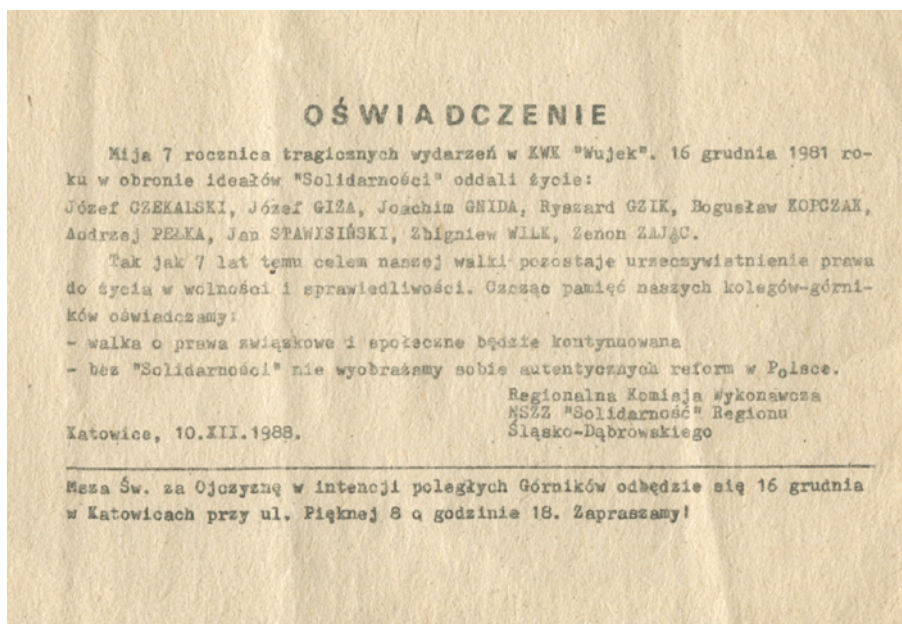 OŚWIADCZENIE
Mija 7 rocznica tragicznych wydarzeń w KWK "Wujek". 16 grudnia 1981 ro-
ku w obronie ideałów "Solidarności" oddali życie:
Józef CZEKALSKI, Józef GIZA, Joachim GNIDA, Ryszard GZIK, Bogusław KOPCZAK,
Andrzej PEŁKA, Jan STAWISIŃSKI, Zbigniew WILK, Zenon ZAJĄC.
Tak jak 7 lat temu celem naszej walki pozostaje urzeczywistnienie prawa
do życia w wolności i sprawiedliwości. Czcząc pamięć naszych kolegów-górni-
ków oświadczamy:
- walka o prawa związkowe i społeczne będzie kontynuowana
- bez "Solidarności" nie wyobrażamy sobie autentycznych reform w Polsce.
Regionalna Komisja Wykonawcza
NSZZ "Solidarność" Regionu
Katowice, 10.XII.1988. Śląsko-Dąbrowskiego
Msza Św. za Ojczyznę w intencji poległych Górników odbędzie się 16 grudnia
w Katowicach przy ul. Pięknej 8 o godzinie 18. Zapraszamy!